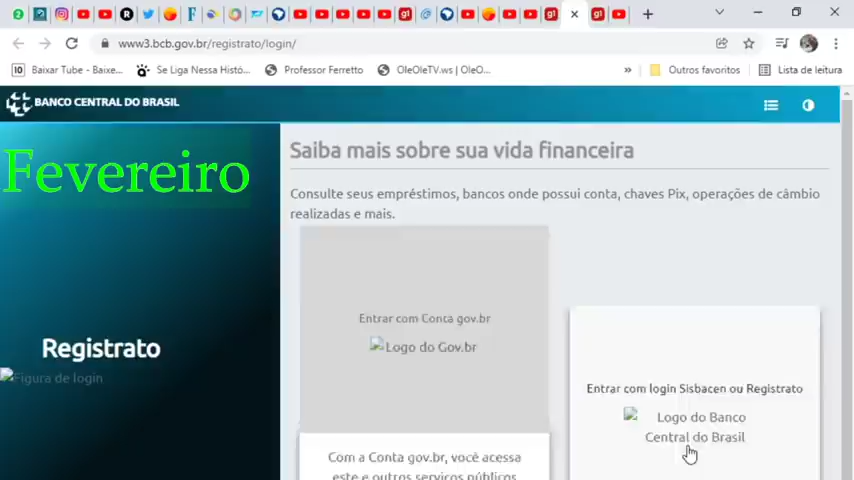 www3.bcb.gov.br/registrato/login/
Baixar Tube - Baixe...
Se Liga Nessa Histó...
Professor Ferretto
OleOleTV.ws | OleO...
»
Outros favoritos
Lista de leitura
BANCO CENTRAL DO BRASIL
Fevereiro
Saiba mais sobre sua vida financeira
Consulte seus empréstimos, bancos onde possui conta, chaves Pix, operações de câmbio
realizadas e mais.
Registrato
Figura de login
Entrar com Conta gov.br
Logo do Gov.br
Entrar com login Sisbacen ou Registrato
Logo do Banco
Central do Brasil
Com a Conta gov.br, você acessa
este e outros serviços públicos